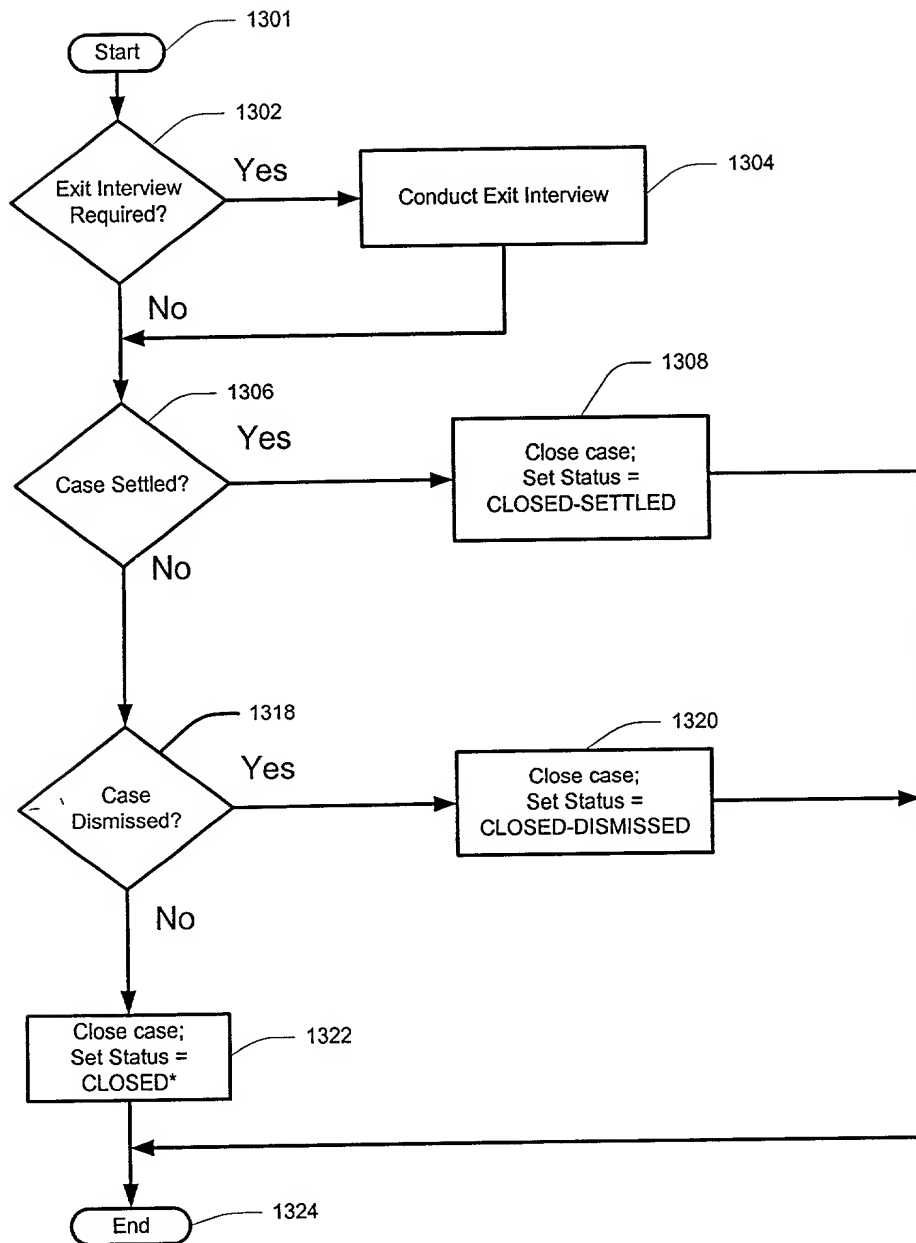 1301
Start
1302
Yes
Exit Interview
Required?
Conduct Exit Interview
1304
No
1306
Yes
1308
Case Settled?
Close case;
Set Status =
CLOSED-SETTLED
No
1318
Yes
1320
Case
Dismissed?
Close case;
Set Status =
CLOSED-DISMISSED
No
Close case;
Set Status =
CLOSED*
1322
End
1324